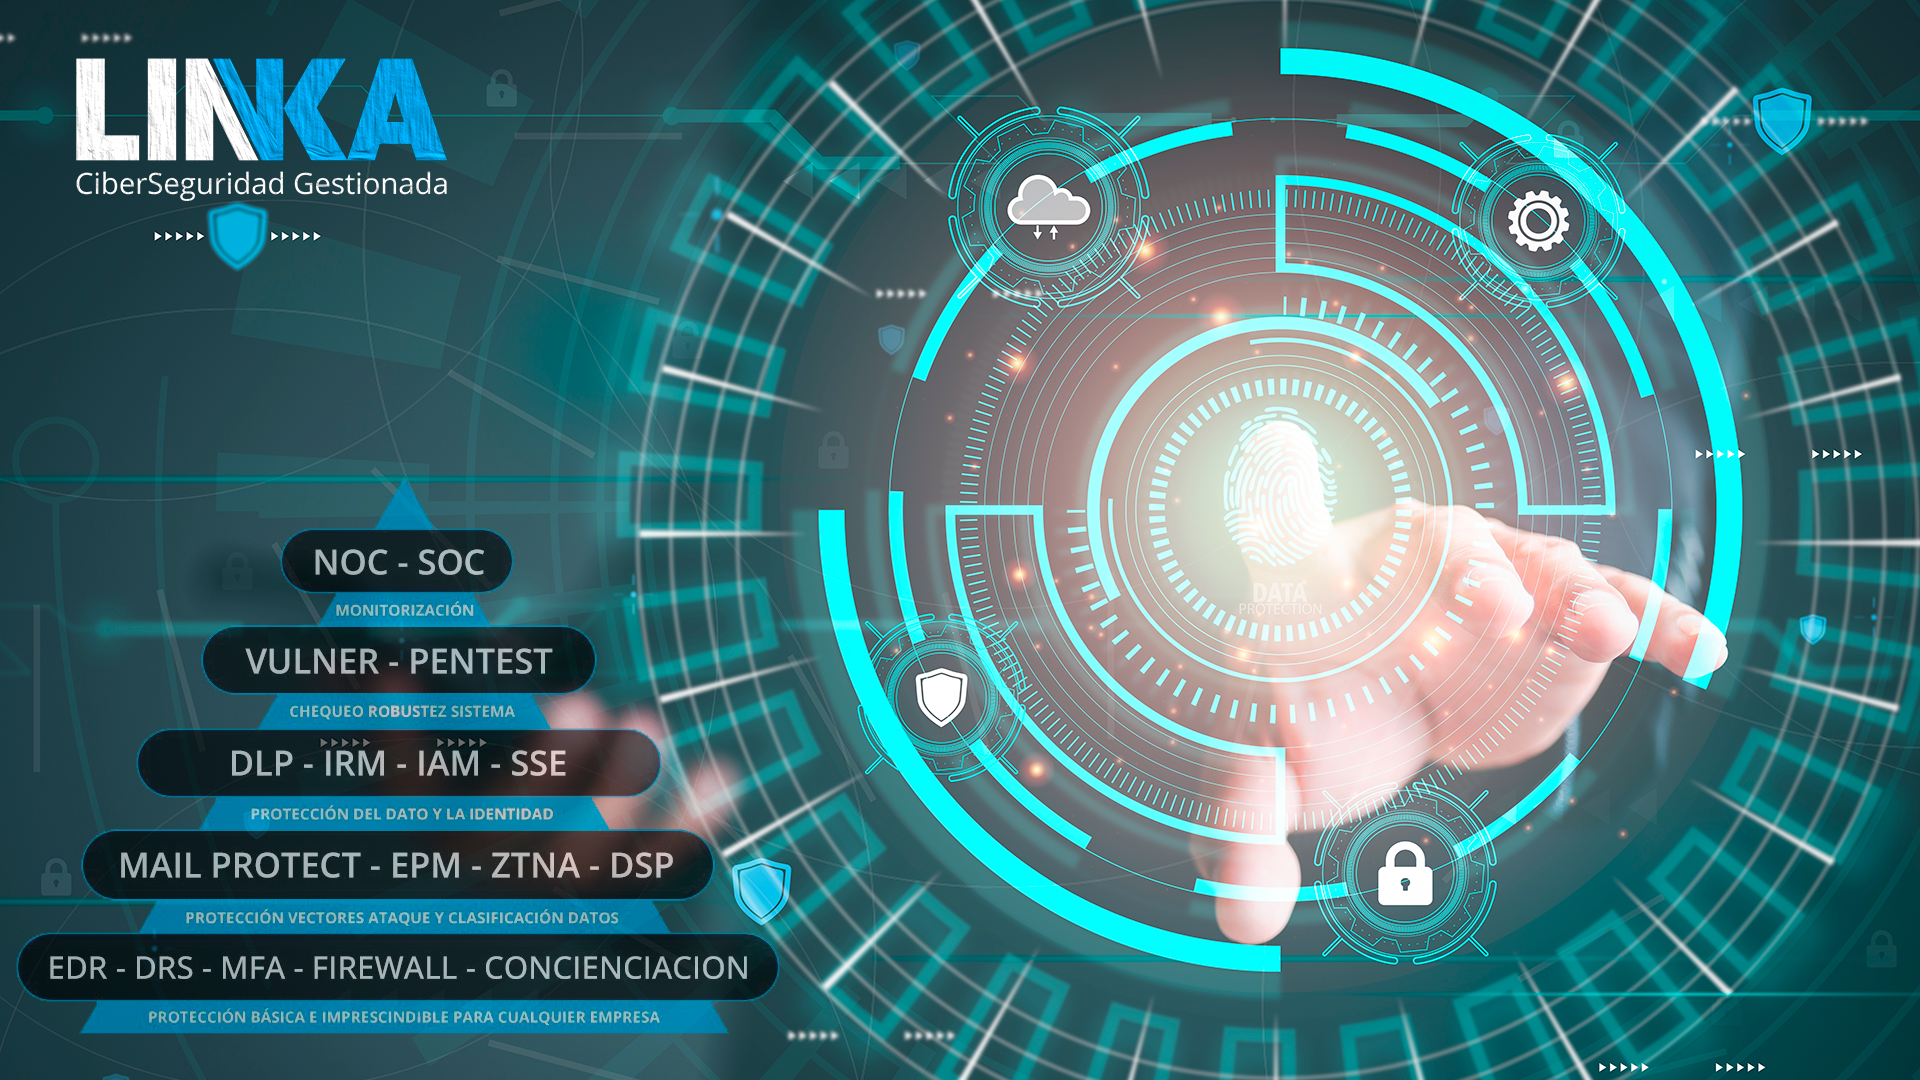 LINKA
CiberSeguridad Gestionada
NOC - SOC
MONITORIZACIÓN
VULNER - PENTEST
CHEQUEO ROBUSTEZ SISTEMA
DLP - IRM - IAM - SSE
PROTECCIÓN DEL DATO Y LA IDENTIDAD
MAIL PROTECT - EPM - ZTNA - DSP
PROTECCIÓN VECTORES ATAQUE Y CLASIFICACIÓN DATOS
EDR - DRS - MFA - FIREWALL - CONCIENCIACION
PROTECCIÓN BÁSICA E IMPRESCINDIBLE PARA CUALQUIER EMPRESA
DATA
PROTECTION